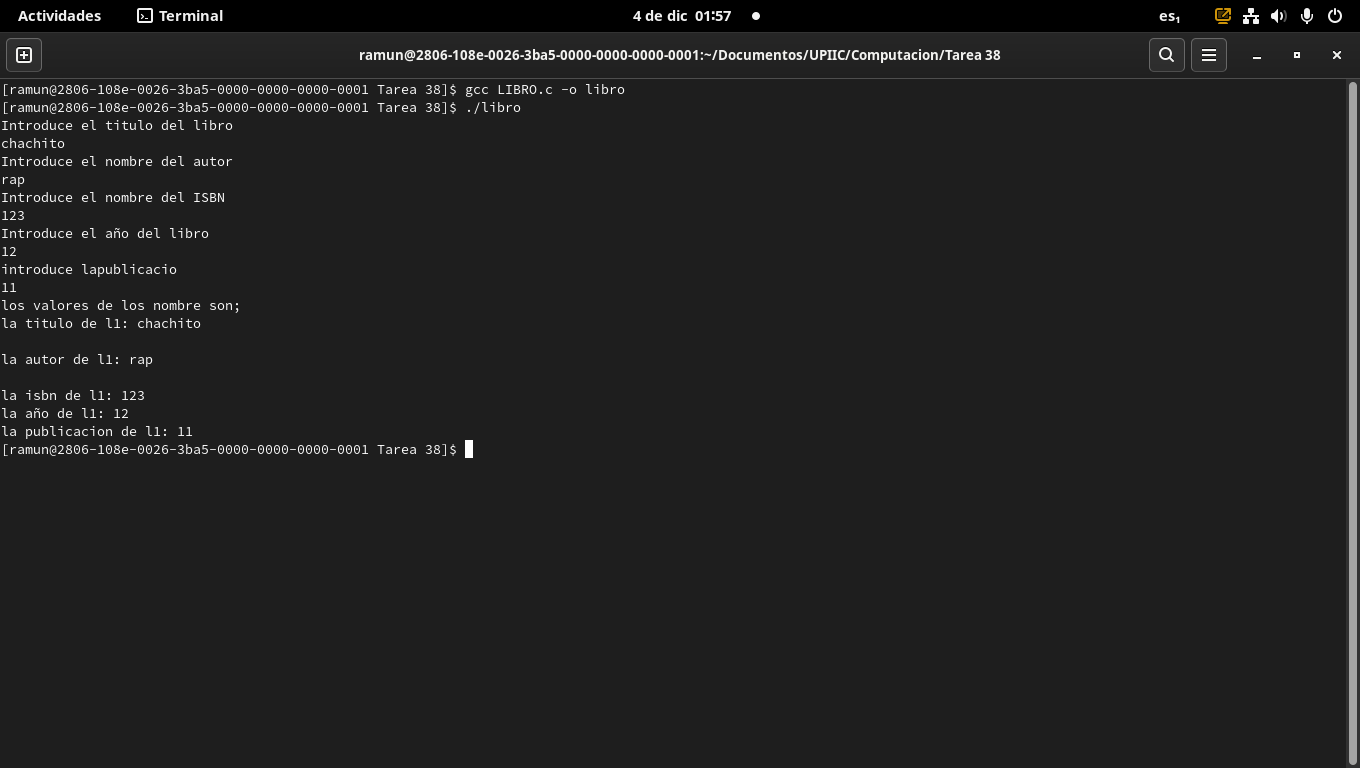 Actividades Terminal 4 de dic 01:57 es₁
ramun@2806-108e-0026-3ba5-0000-0000-0000-0001:~/Documentos/UPIIC/Computacion/Tarea 38
[ramun@2806-108e-0026-3ba5-0000-0000-0000-0001 Tarea 38]$ gcc LIBRO.c -o libro
[ramun@2806-108e-0026-3ba5-0000-0000-0000-0001 Tarea 38]$ ./libro
Introduce el titulo del libro
chachito
Introduce el nombre del autor
rap
Introduce el nombre del ISBN
123
Introduce el año del libro
12
introduce lapublicacio
11
los valores de los nombre son;
la titulo de l1: chachito
la autor de l1: rap
la isbn de l1: 123
la año de l1: 12
la publicacion de l1: 11
[ramun@2806-108e-0026-3ba5-0000-0000-0000-0001 Tarea 38]$